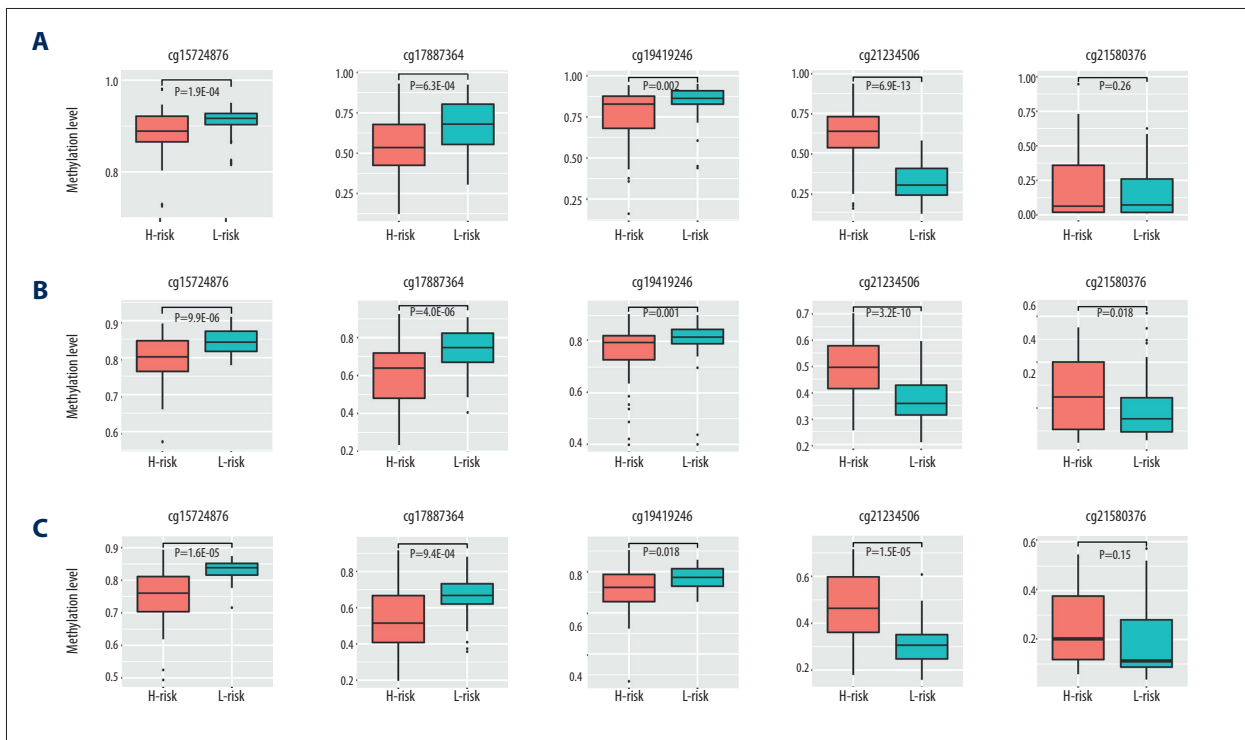 A
cg15724876 cg17887364 cg19419246 cg21234506 cg21580376
Methylation level
1.0
0.8
P=1.9E-04
H-risk L-risk
1.00
0.75
0.50
0.25
P=6.3E-04
H-risk L-risk
1.00
0.75
0.50
0.25
P=0.002
H-risk L-risk
1.00
0.50
0.25
P=6.9E-13
H-risk L-risk
1.00
0.75
0.50
0.25
0.00
P=0.26
H-risk L-risk
B
cg15724876 cg17887364 cg19419246 cg21234506 cg21580376
Methylation level
0.9
0.8
0.7
0.6
P=9.9E-06
H-risk L-risk
0.8
0.6
0.4
0.2
P=4.0E-06
H-risk L-risk
0.8
0.6
0.4
P=0.001
H-risk L-risk
0.7
0.6
0.5
0.4
0.3
0.2
P=3.2E-10
H-risk L-risk
0.6
0.2
P=0.018
H-risk L-risk
C
cg15724876 cg17887364 cg19419246 cg21234506 cg21580376
Methylation level
0.9
0.8
0.7
0.6
0.5
P=1.6E-05
H-risk L-risk
0.8
0.6
0.4
0.2
P=9.4E-04
H-risk L-risk
0.8
0.6
0.4
P=0.018
H-risk L-risk
0.6
0.4
0.2
P=1.5E-05
H-risk L-risk
0.6
0.2
P=0.15
H-risk L-risk